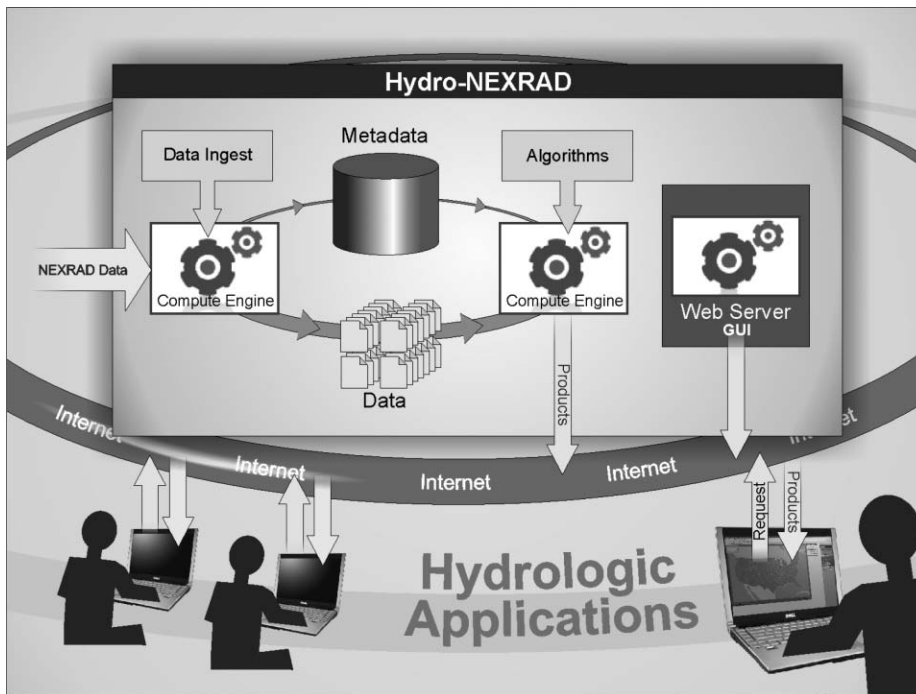 Hydro-NEXRAD
Metadata
Data Ingest
Algorithms
NEXRAD Data
Compute Engine
Compute Engine
Web Server
GUI
Data
Products
Internet
Internet
Internet
Internet
Internet
Request
Products
Hydrologic
Applications